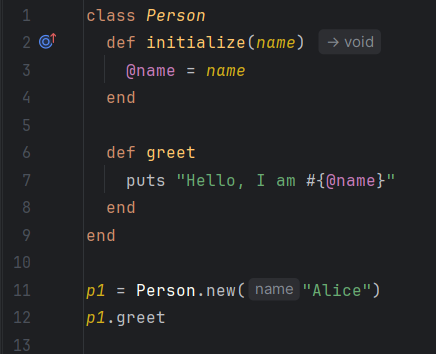 1 class Person
2 def initialize(name) → void
3 @name = name
4 end
5
6 def greet
7 puts "Hello, I am #{@name}"
8 end
9 end
10
11 p1 = Person.new( name "Alice")
12 p1.greet
13